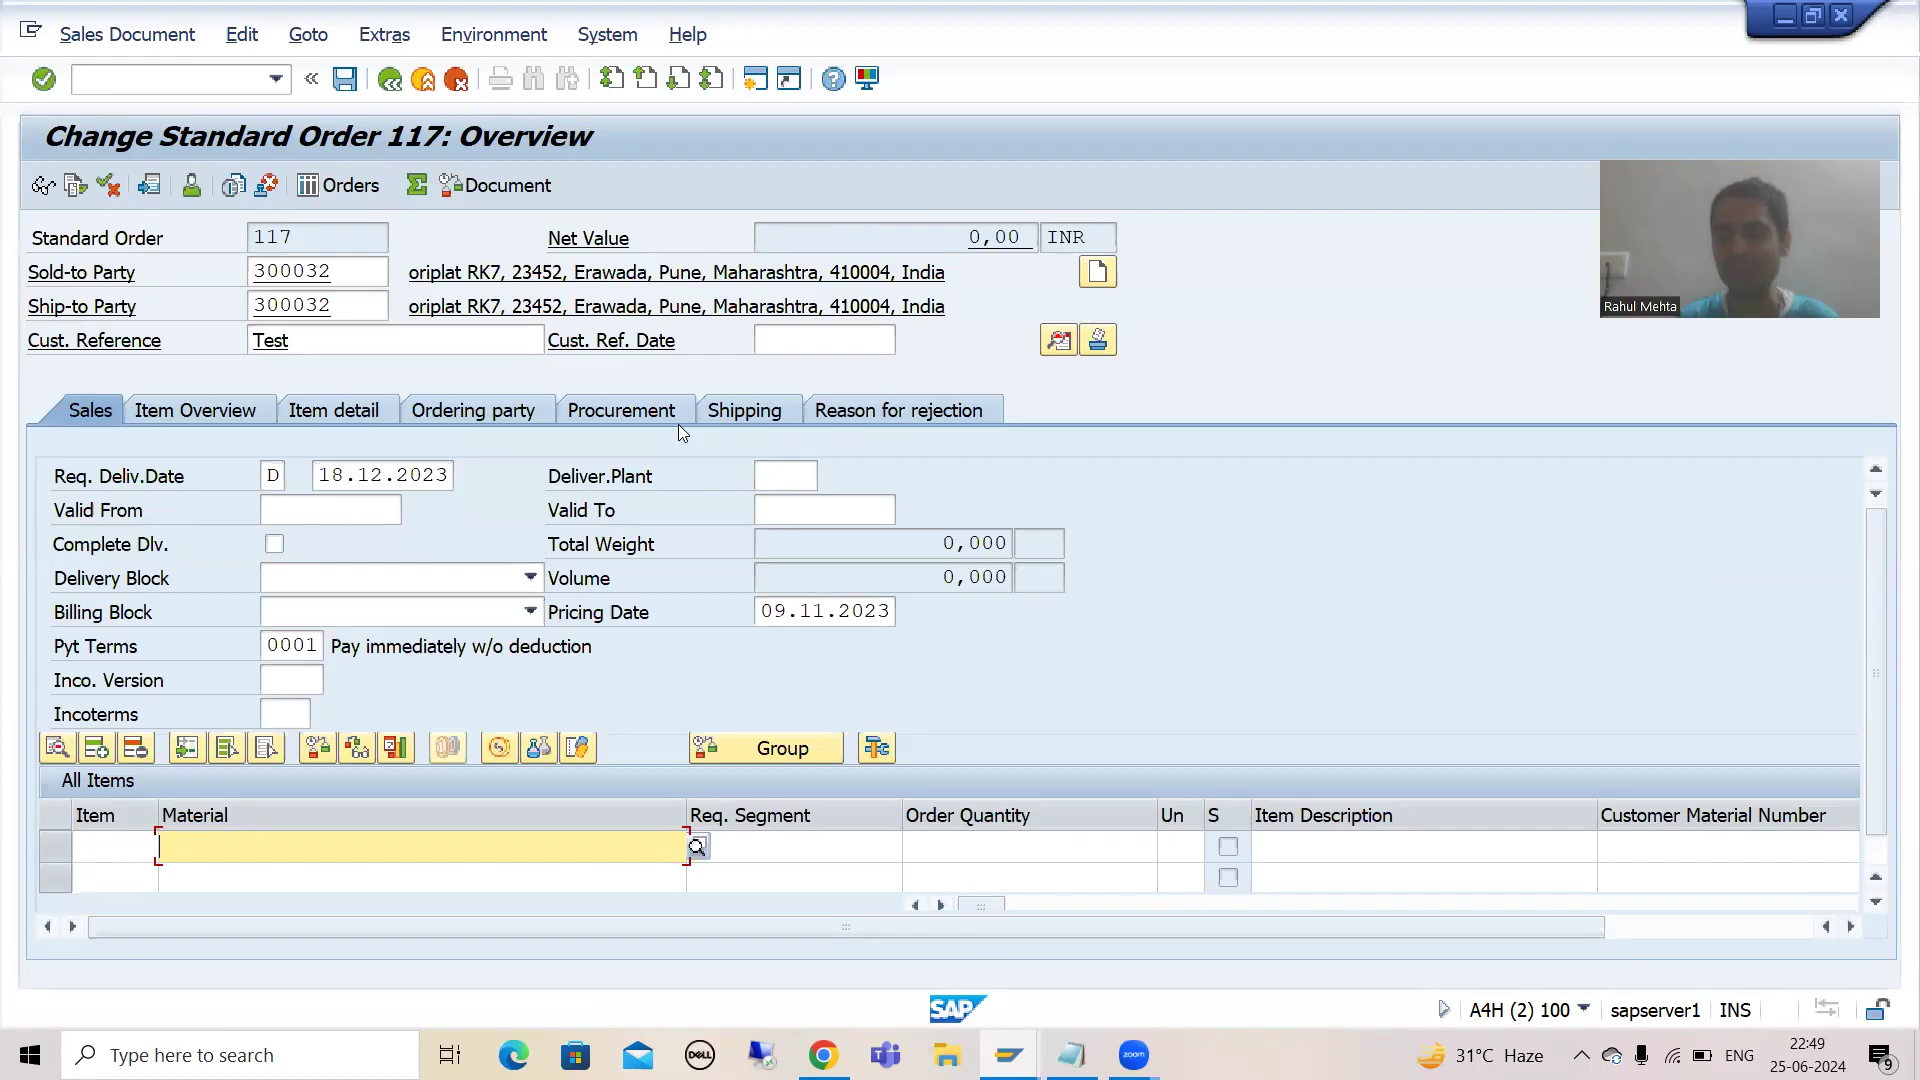 Sales Document Edit Goto Extras Environment System Help
Change Standard Order 117: Overview
Orders Document
Standard Order 117 Net Value 0,00 INR
Sold-to Party 300032 oriplat RK7, 23452, Erawada, Pune, Maharashtra, 410004, India
Ship-to Party 300032 oriplat RK7, 23452, Erawada, Pune, Maharashtra, 410004, India
Rahul Mehta
Cust. Reference Test Cust. Ref. Date
Sales Item Overview Item detail Ordering party Procurement Shipping Reason for rejection
Req. Deliv.Date D 18.12.2023 Deliver.Plant
Valid From Valid To
Complete Dlv. Total Weight 0,000
Delivery Block Volume 0,000
Billing Block Pricing Date 09.11.2023
Pyt Terms 0001 Pay immediately w/o deduction
Inco. Version
Incoterms
Group
All Items
Item Material Req. Segment Order Quantity Un S Item Description Customer Material Number
SAP A4H (2) 100 sapserver1 INS
Type here to search DELL zoom 31°C Haze ENG 22:49
25-06-2024 9